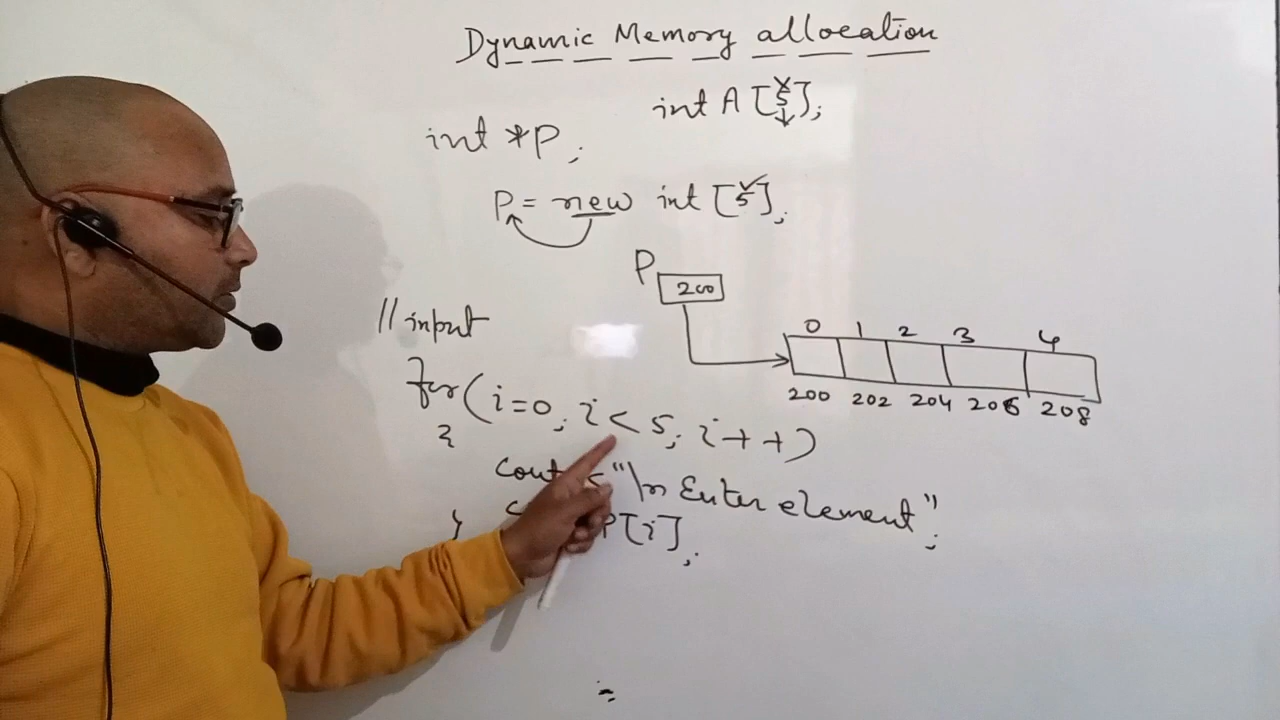 Dynamic Memory allocation
int A [5];
int *P;
P = new int [5];
P
200
0 1 2 3 4
200 202 204 206 208
// input
for (i=0; i<5; i++)
{
cout < "\n Enter element";
P[i];
}